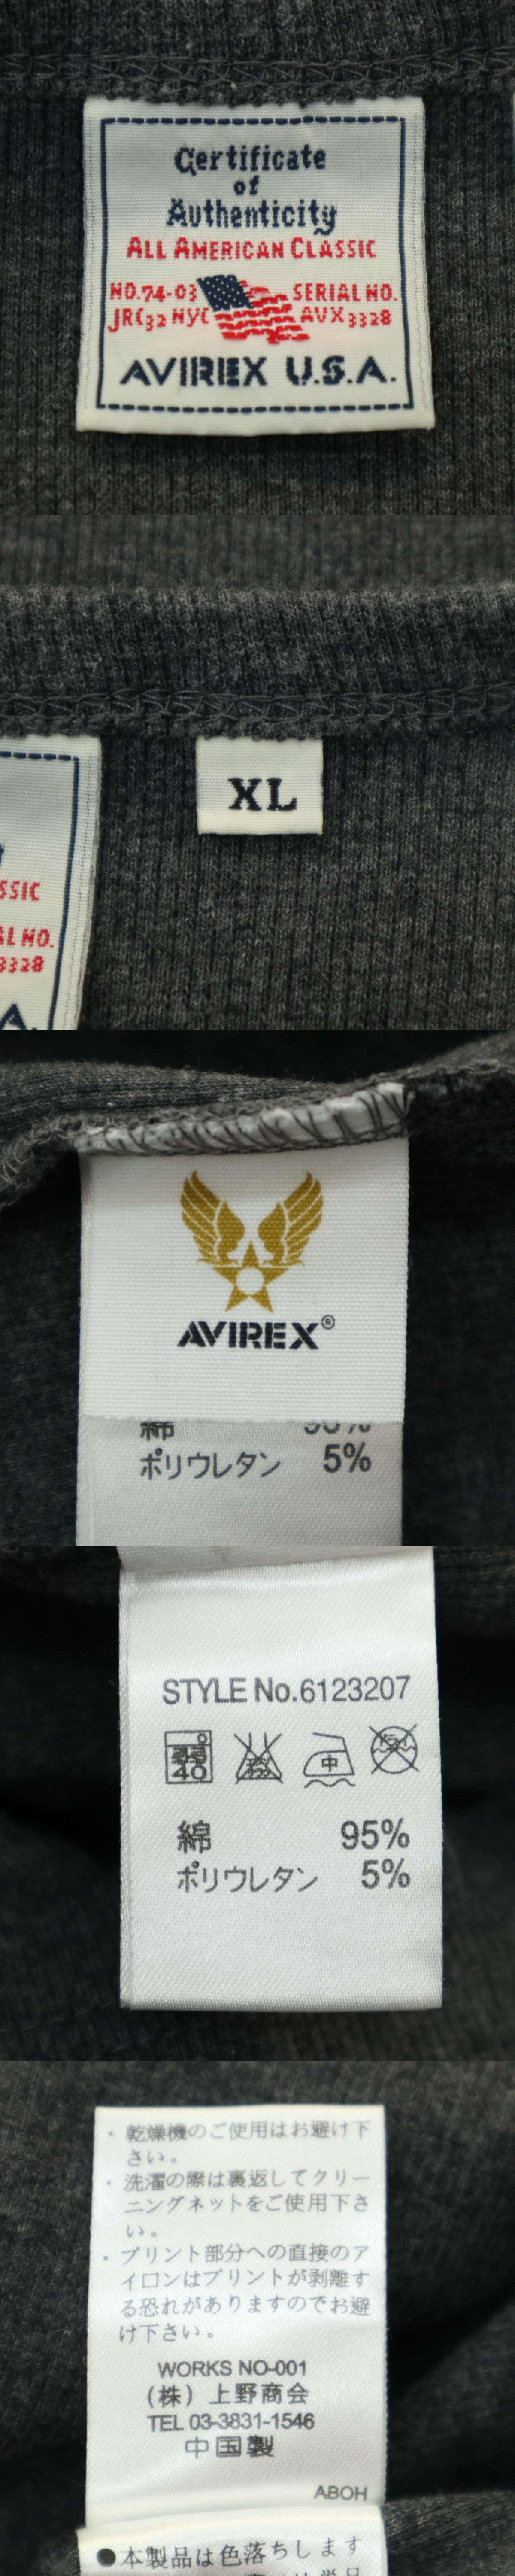 Certificate
of
Authenticity
ALL AMERICAN CLASSIC
NO.74-03 SERIAL NO.
JRC32 NYC AVX3328
AVIREX U.S.A.
SSIC
AL NO.
3328
A.
XL
AVIREX®
綿 95%
ポリウレタン 5%
STYLE No.6123207
40
中
ドライ
綿 95%
ポリウレタン 5%
・乾燥機のご使用はお避け下
さい。
・洗濯の際は裏返してクリー
ニングネットをご使用下さ
い。
・プリント部分への直接のア
イロンはプリントが剥離す
る恐れがありますのでお避
け下さい。
WORKS NO-001
(株) 上野商会
TEL 03-3831-1546
中国製
ABOH
●本製品は色落ちします